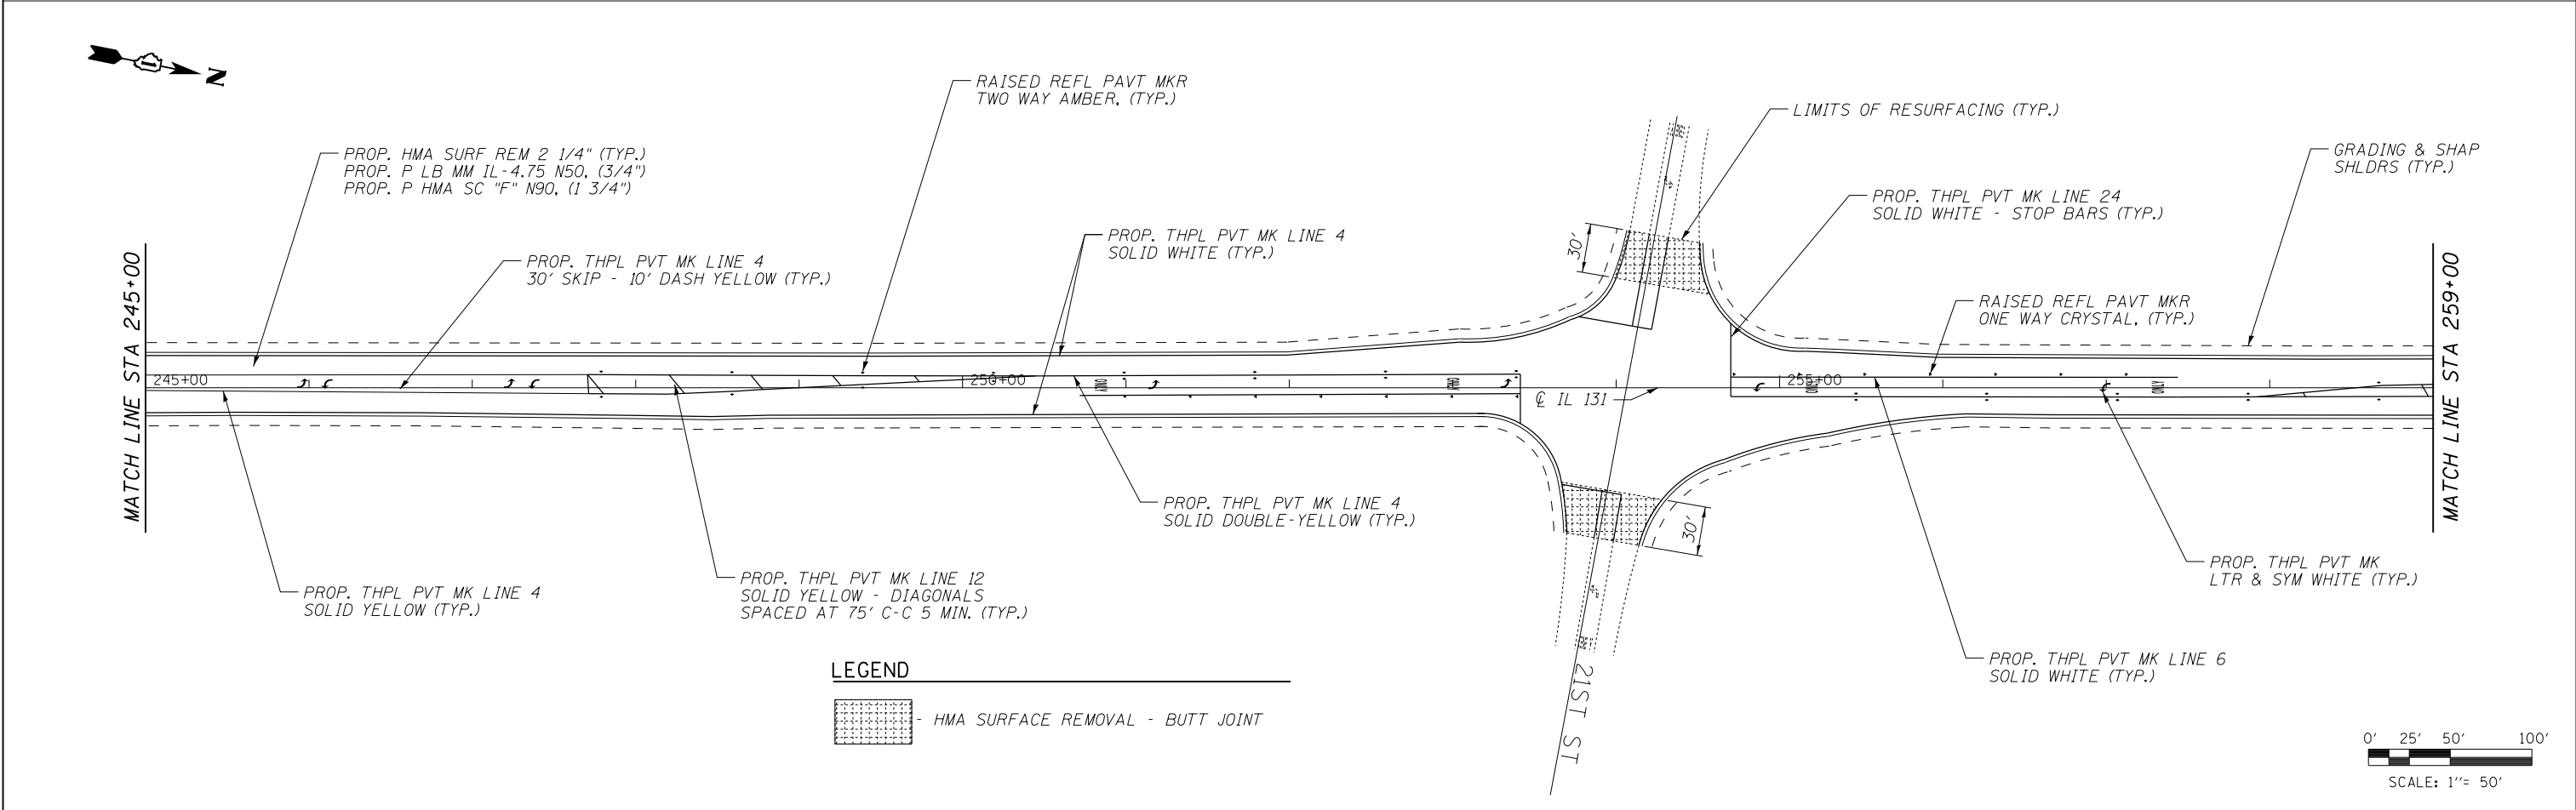 N
RAISED REFL PAVT MKR
TWO WAY AMBER, (TYP.)
LIMITS OF RESURFACING (TYP.)
PROP. HMA SURF REM 2 1/4" (TYP.)
PROP. P LB MM IL-4.75 N50, (3/4")
PROP. P HMA SC "F" N90, (1 3/4")
GRADING & SHAP
SHLDRS (TYP.)
PROP. THPL PVT MK LINE 24
SOLID WHITE - STOP BARS (TYP.)
PROP. THPL PVT MK LINE 4
SOLID WHITE (TYP.)
30'
PROP. THPL PVT MK LINE 4
30' SKIP - 10' DASH YELLOW (TYP.)
RAISED REFL PAVT MKR
ONE WAY CRYSTAL, (TYP.)
MATCH LINE STA 245+00
MATCH LINE STA 259+00
245+00
250+00
ONLY
ONLY
255+00
ONLY
ONLY
℄ IL 131
PROP. THPL PVT MK LINE 4
SOLID DOUBLE-YELLOW (TYP.)
30'
PROP. THPL PVT MK
LTR & SYM WHITE (TYP.)
PROP. THPL PVT MK LINE 4
SOLID YELLOW (TYP.)
PROP. THPL PVT MK LINE 12
SOLID YELLOW - DIAGONALS
SPACED AT 75' C-C 5 MIN. (TYP.)
PROP. THPL PVT MK LINE 6
SOLID WHITE (TYP.)
21ST ST
LEGEND
- HMA SURFACE REMOVAL - BUTT JOINT
0' 25' 50' 100'
SCALE: 1''= 50'